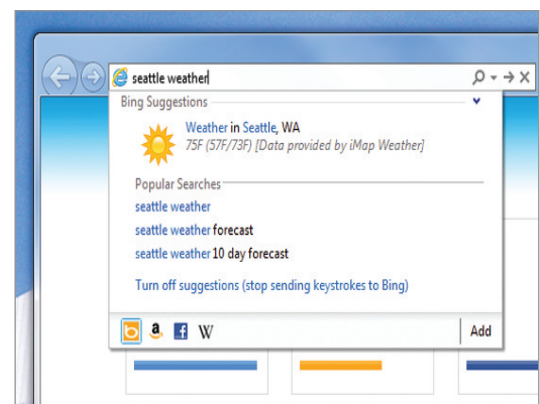 seattle weather
Bing Suggestions
Weather in Seattle, WA
75F (57F/73F) [Data provided by iMap Weather]
Popular Searches
seattle weather
seattle weather forecast
seattle weather 10 day forecast
Turn off suggestions (stop sending keystrokes to Bing)
b a f W Add